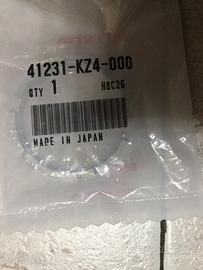 41231-KZ4-000
QTY 1 H8C26
MADE IN JAPAN